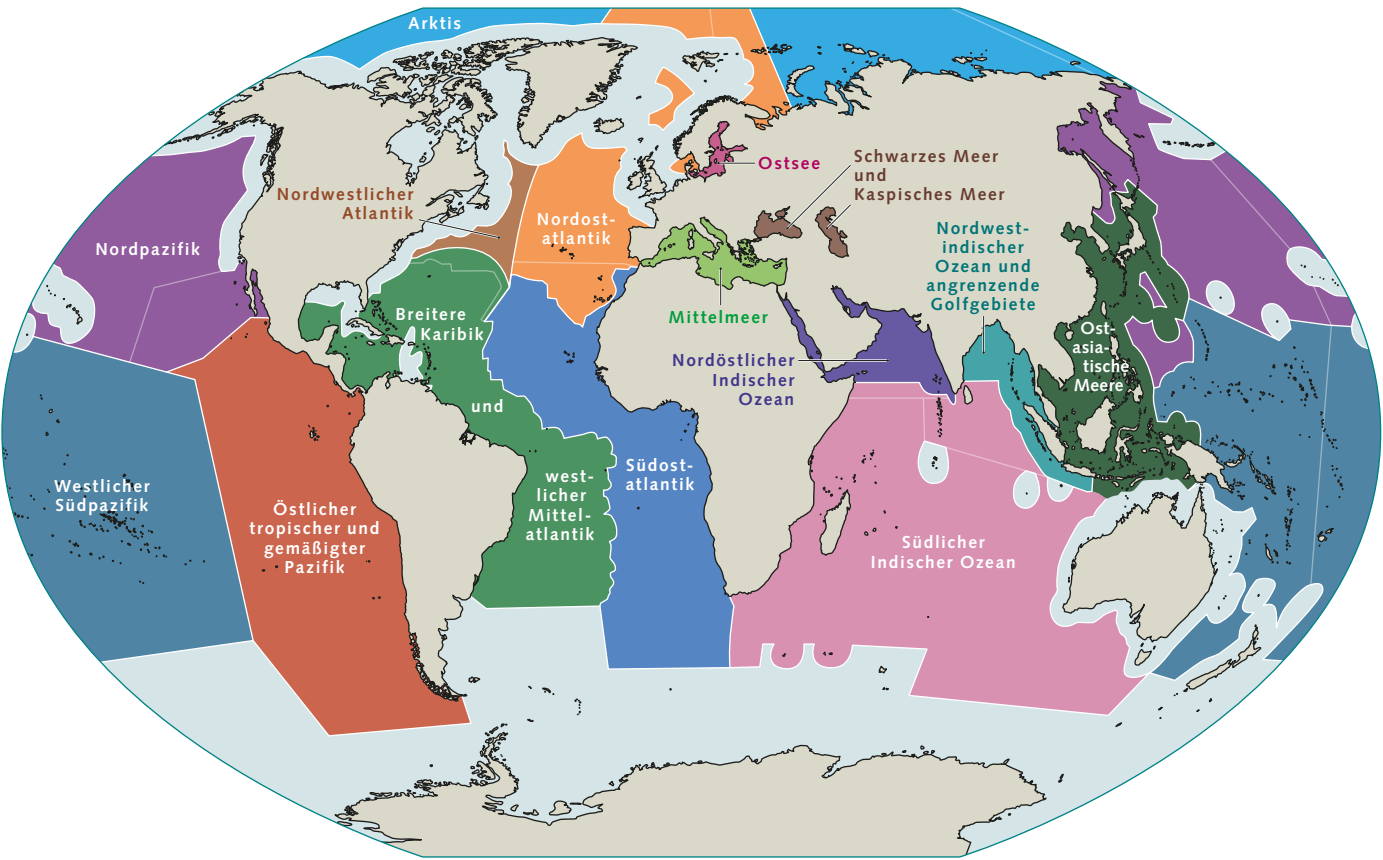 Arktis
Ostsee
Schwarzes Meer
und
Kaspisches Meer
Nordwestlicher
Atlantik
Nordost-
atlantik
Nordpazifik
Nordwest-
indischer
Ozean und
angrenzende
Golfgebiete
Mittelmeer
Breitere
Karibik
und
west-
licher
Mittel-
atlantik
Nordöstlicher
Indischer
Ozean
Ost-
asia-
tische
Meere
Südost-
atlantik
Westlicher
Südpazifik
Östlicher
tropischer und
gemäßigter
Pazifik
Südlicher
Indischer Ozean